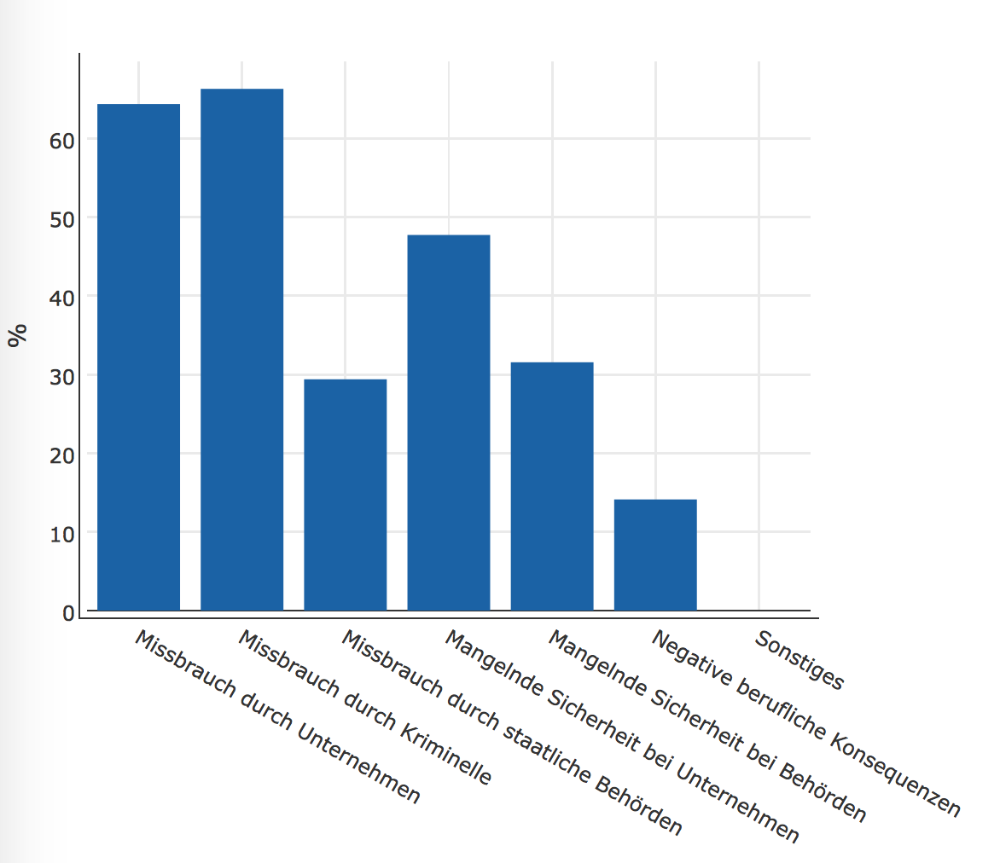 %
60
50
40
30
20
10
0
Missbrauch durch Unternehmen
Missbrauch durch Kriminelle
Missbrauch durch staatliche Behörden
Mangelnde Sicherheit bei Unternehmen
Mangelnde Sicherheit bei Behörden
Negative berufliche Konsequenzen
Sonstiges